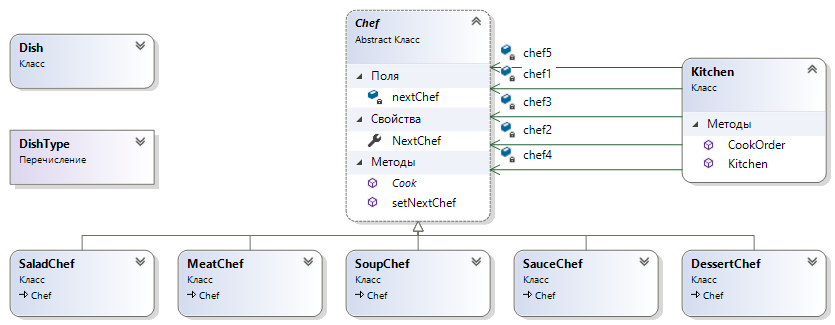 Dish
Класс
DishType
Перечисление
Chef
Abstract Класс
Поля
nextChef
Свойства
NextChef
Методы
Cook
setNextChef
chef5
chef1
chef3
chef2
chef4
Kitchen
Класс
Методы
CookOrder
Kitchen
SaladChef
Класс
Chef
MeatChef
Класс
Chef
SoupChef
Класс
Chef
SauceChef
Класс
Chef
DessertChef
Класс
Chef